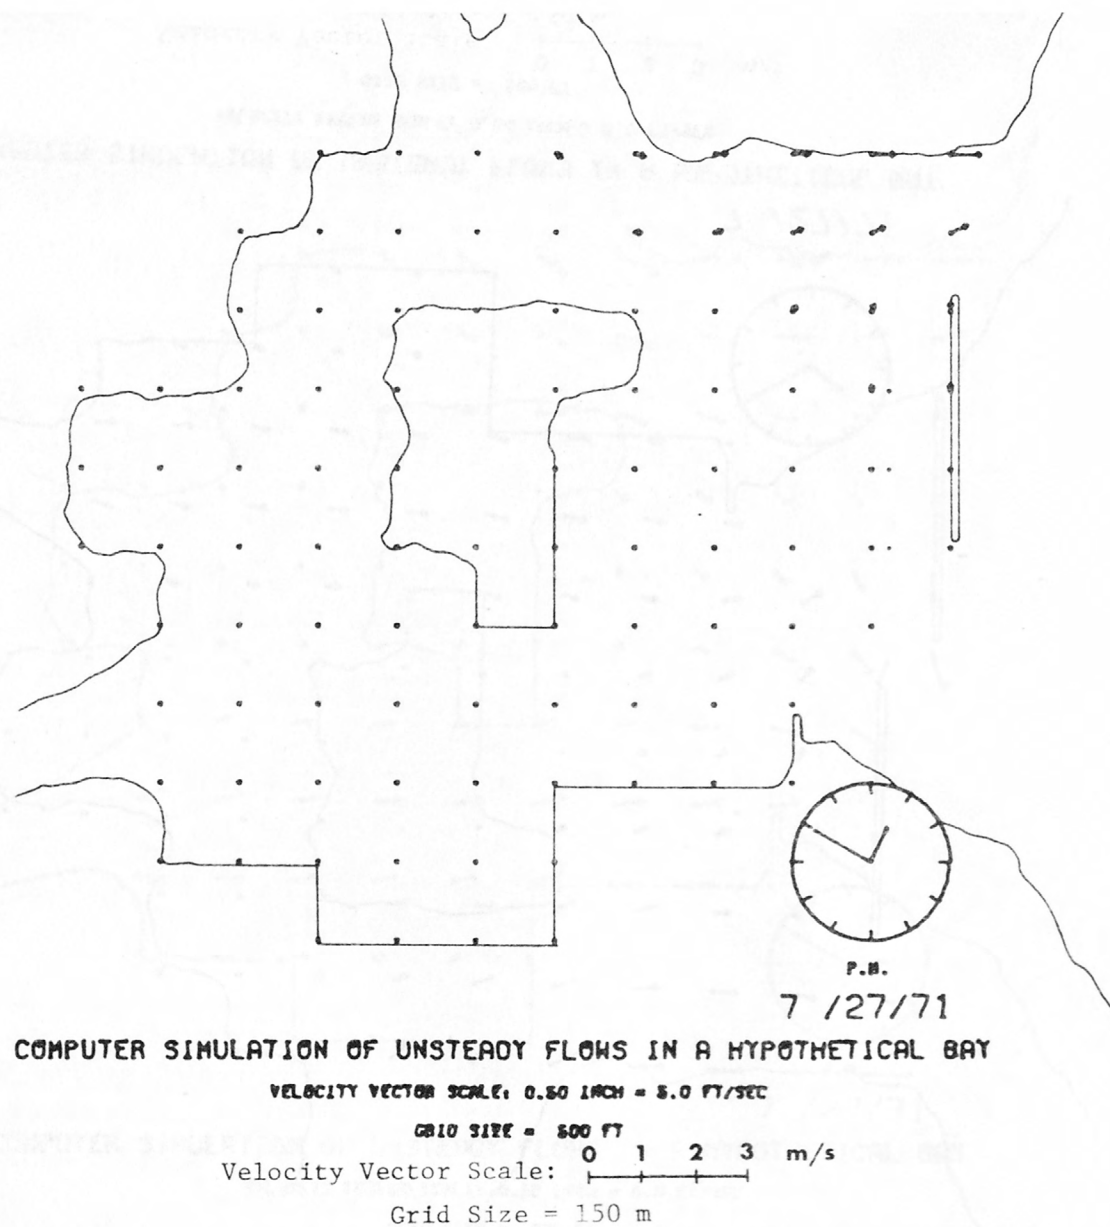 P.M.
7 /27/71
COMPUTER SIMULATION OF UNSTEADY FLOWS IN A HYPOTHETICAL BAY
VELOCITY VECTOR SCALE: 0.50 INCH = 5.0 FT/SEC
GRID SIZE = 500 FT
Velocity Vector Scale: 0 1 2 3 m/s
Grid Size = 150 m